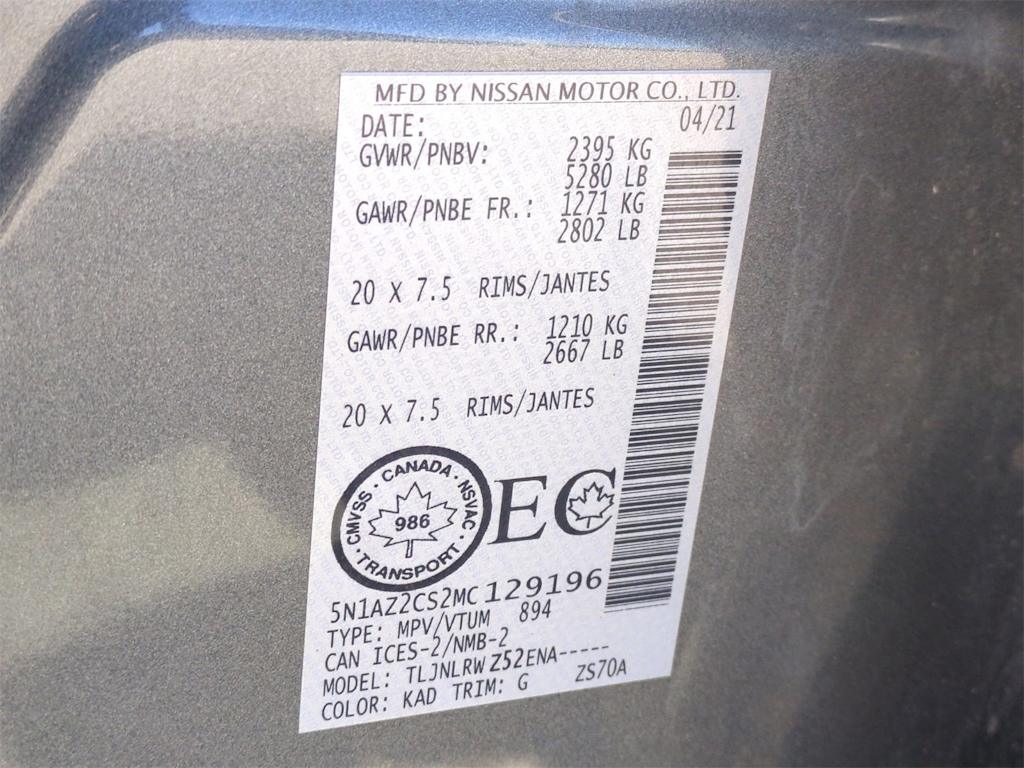 MFD BY NISSAN MOTOR CO., LTD.
DATE: 04/21
GVWR/PNBV: 2395 KG
5280 LB
GAWR/PNBE FR.: 1271 KG
2802 LB
20 X 7.5 RIMS/JANTES
GAWR/PNBE RR.: 1210 KG
2667 LB
20 X 7.5 RIMS/JANTES
CMVSS · CANADA · NSVAC · TRANSPORT ·
986
EC
5N1AZ2CS2MC129196
TYPE: MPV/VTUM 894
CAN ICES-2/NMB-2
MODEL: TLJNLRW Z52ENA-----
COLOR: KAD TRIM: G ZS70A